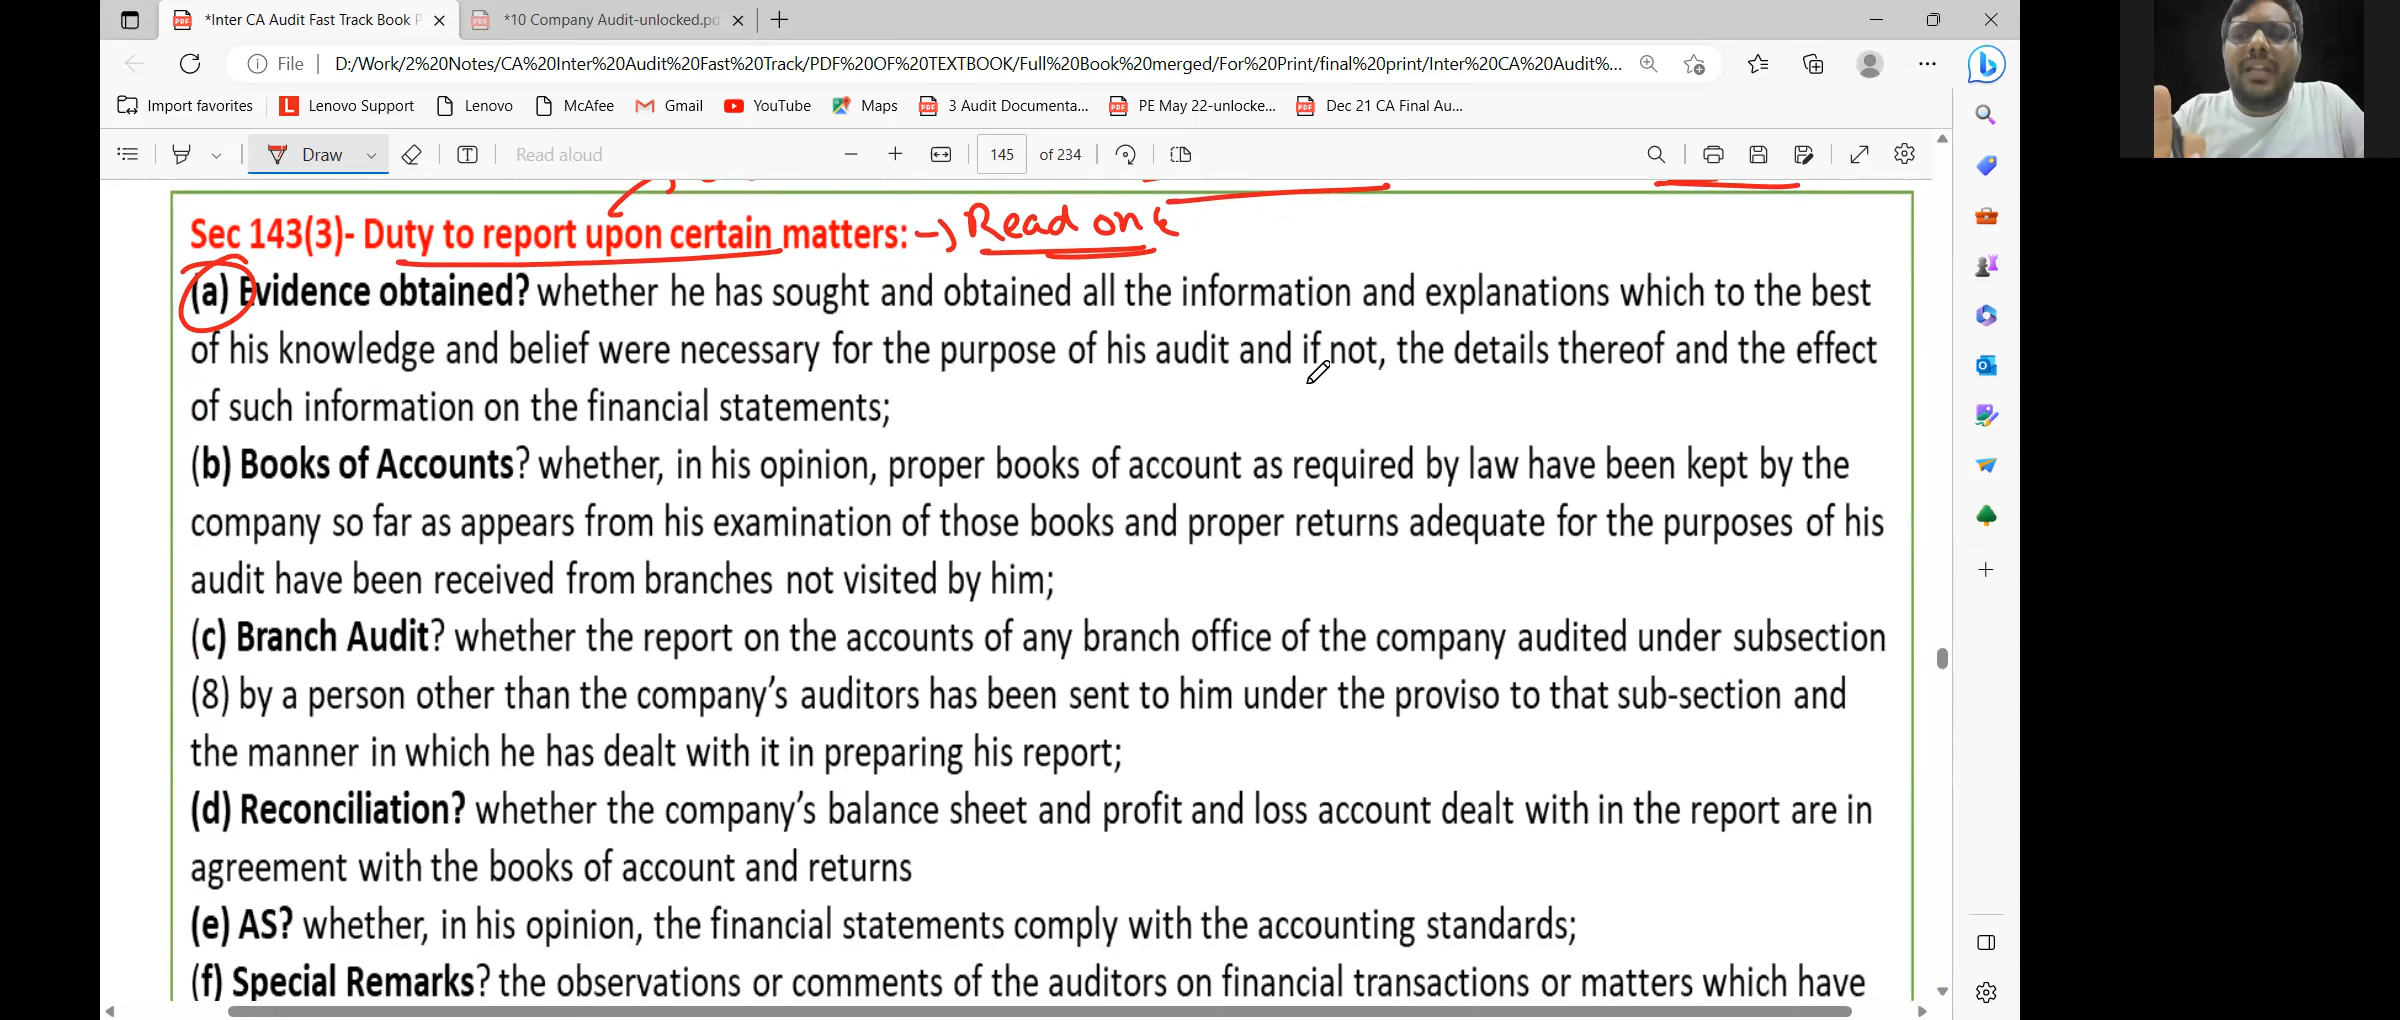 *Inter CA Audit Fast Track Book P
*10 Company Audit-unlocked.pd
File
D:/Work/2%20Notes/CA%20Inter%20Audit%20Fast%20Track/PDF%20OF%20TEXTBOOK/Full%20Book%20merged/For%20Print/final%20print/Inter%20CA%20Audit%...
Import favorites
Lenovo Support
Lenovo
McAfee
Gmail
YouTube
Maps
3 Audit Documenta...
PE May 22-unlocke...
Dec 21 CA Final Au...
Draw
Read aloud
145 of 234
Sec 143(3)- Duty to report upon certain matters: → Read on
(a) Evidence obtained? whether he has sought and obtained all the information and explanations which to the best
of his knowledge and belief were necessary for the purpose of his audit and if not, the details thereof and the effect
of such information on the financial statements;
(b) Books of Accounts? whether, in his opinion, proper books of account as required by law have been kept by the
company so far as appears from his examination of those books and proper returns adequate for the purposes of his
audit have been received from branches not visited by him;
(c) Branch Audit? whether the report on the accounts of any branch office of the company audited under subsection
(8) by a person other than the company’s auditors has been sent to him under the proviso to that sub-section and
the manner in which he has dealt with it in preparing his report;
(d) Reconciliation? whether the company’s balance sheet and profit and loss account dealt with in the report are in
agreement with the books of account and returns
(e) AS? whether, in his opinion, the financial statements comply with the accounting standards;
(f) Special Remarks? the observations or comments of the auditors on financial transactions or matters which have